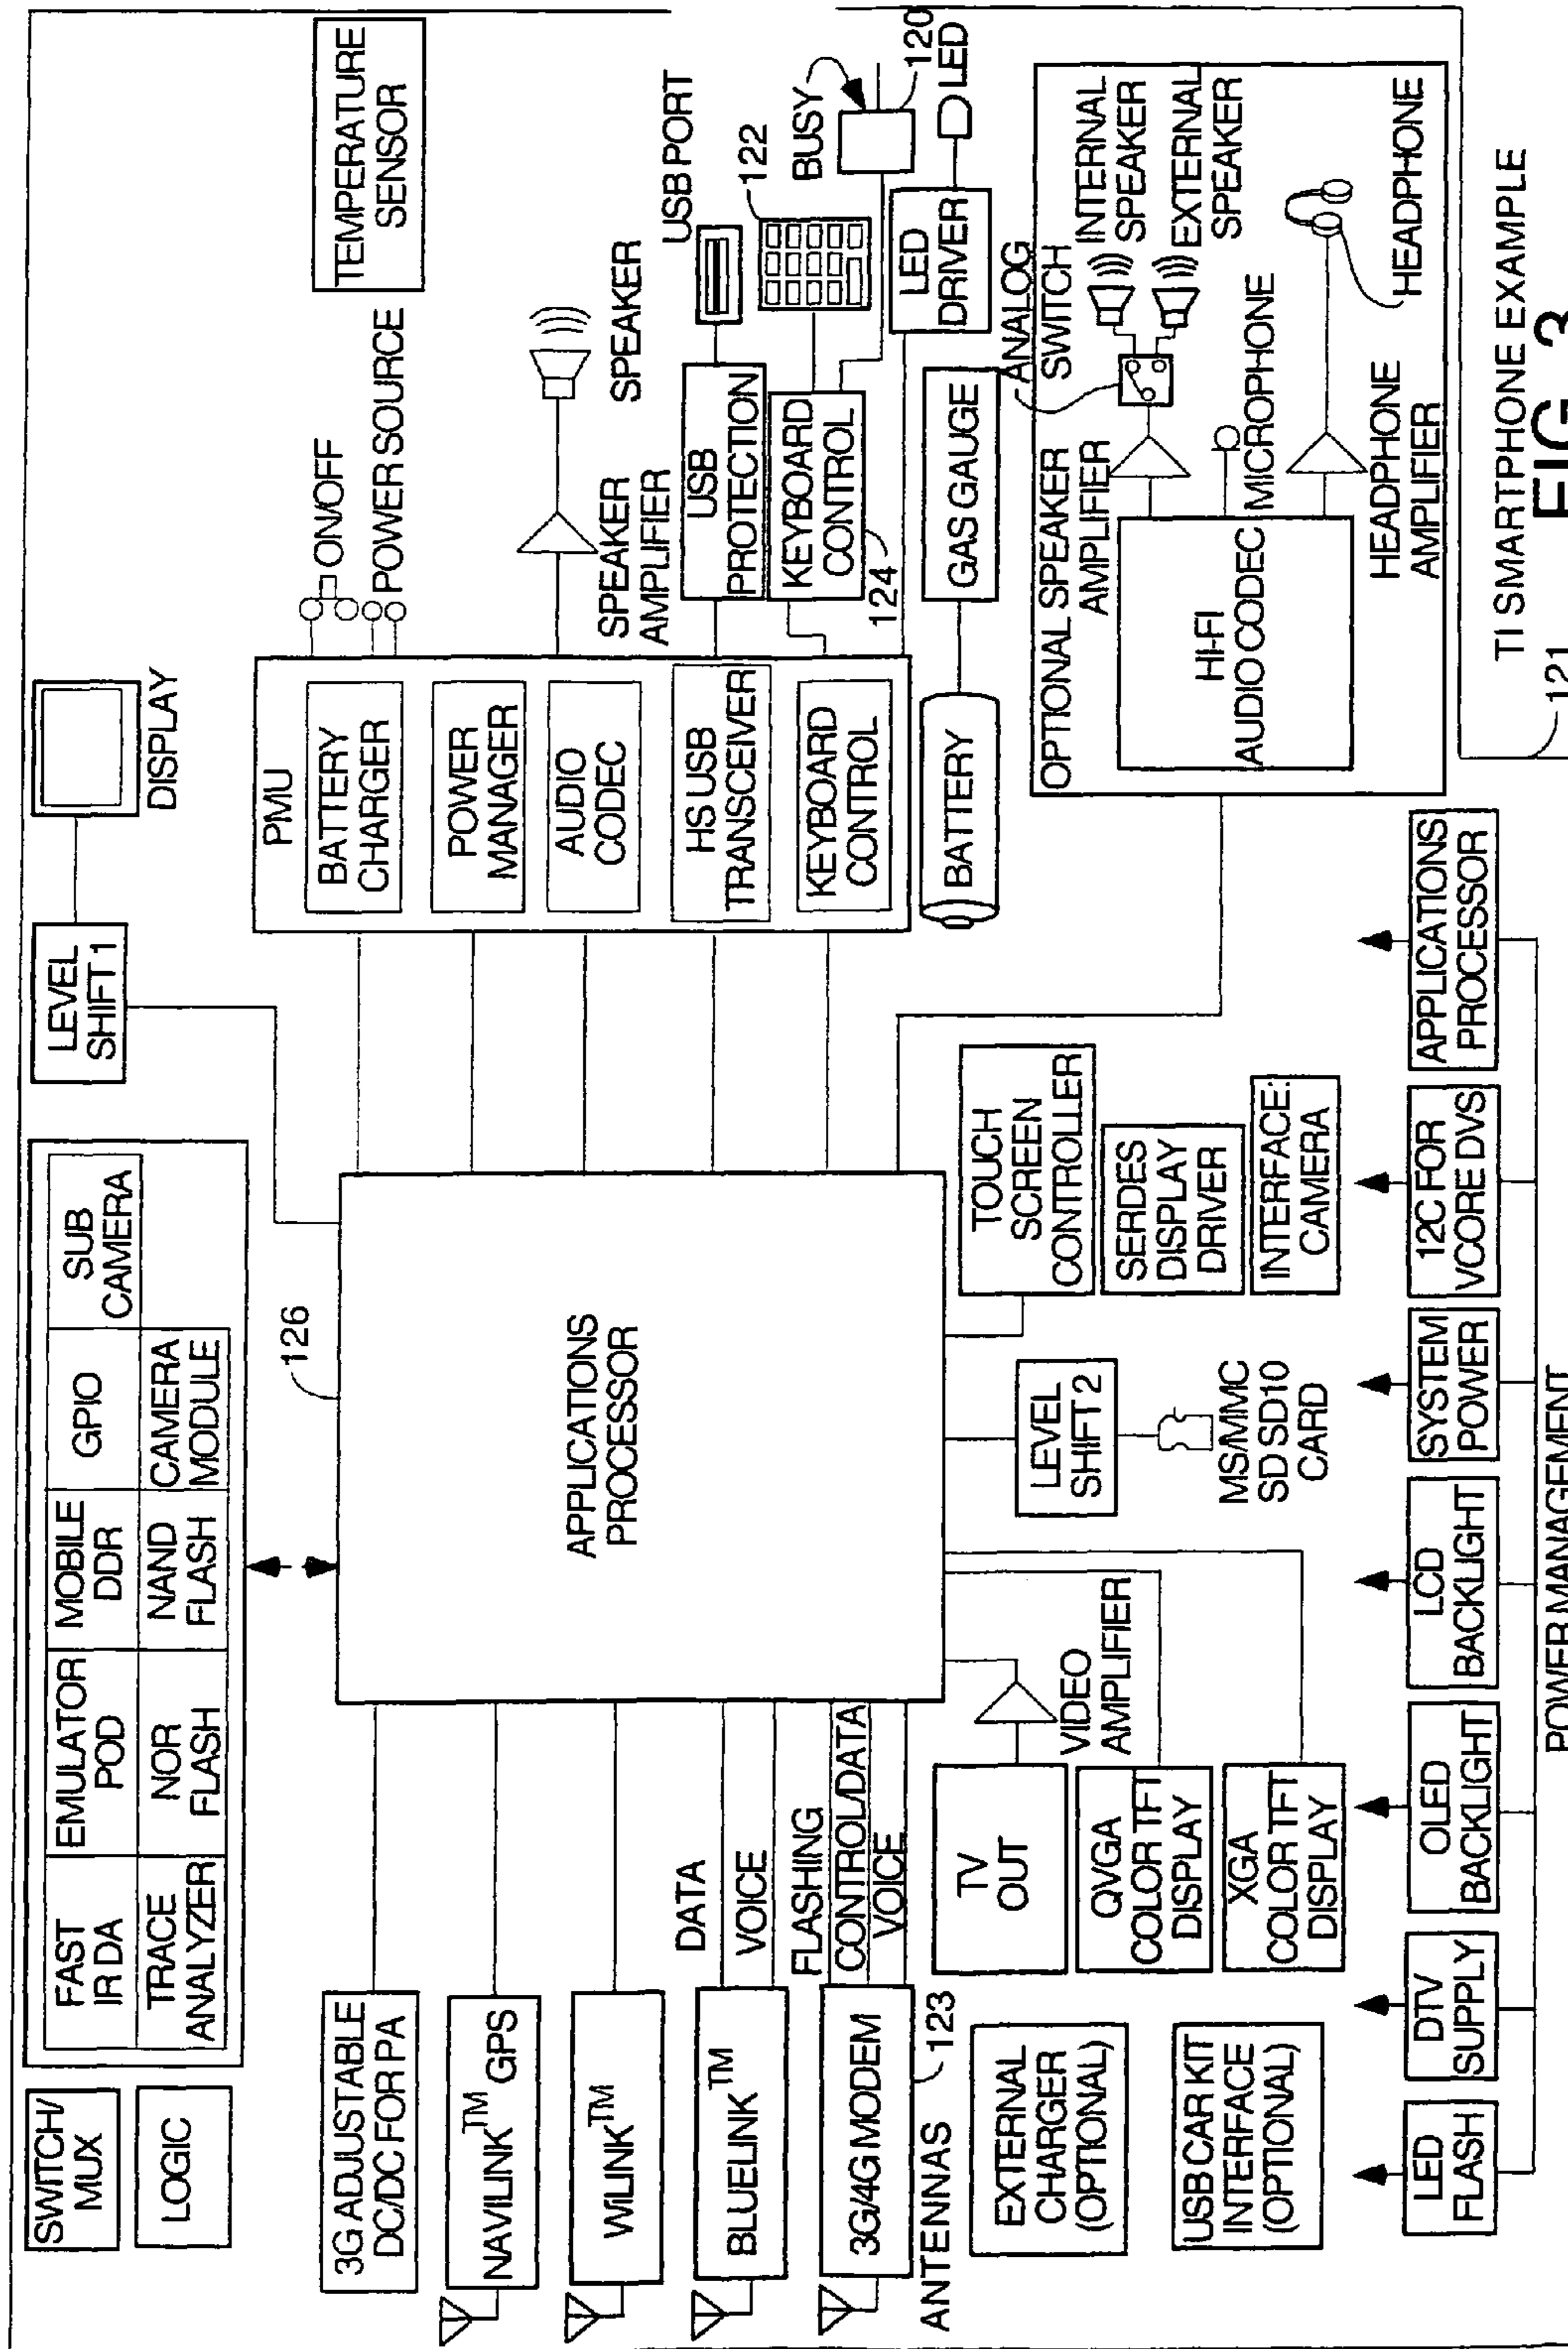 SWITCH/
MUX
LOGIC
FAST
IR DA
EMULATOR
POD
MOBILE
DDR
GPIO
SUB
CAMERA
TRACE
ANALYZER
NOR
FLASH
NAND
FLASH
CAMERA
MODULE
LEVEL
SHIFT 1
DISPLAY
TEMPERATURE
SENSOR
126
3G ADJUSTABLE
DC/DC FOR PA
NAVILINK™ GPS
WILINK™
BLUELINK™
DATA
VOICE
3G/4G MODEM
FLASHING
CONTROL/DATA
VOICE
123
ANTENNAS
APPLICATIONS
PROCESSOR
PMU
BATTERY
CHARGER
POWER
MANAGER
AUDIO
CODEC
HS USB
TRANSCEIVER
KEYBOARD
CONTROL
ON/OFF
POWER SOURCE
SPEAKER
AMPLIFIER
SPEAKER
USB
PROTECTION
USB PORT
KEYBOARD
CONTROL
124
122
BUSY
120
LED
DRIVER
LED
BATTERY
GAS GAUGE
ANALOG
SWITCH
OPTIONAL SPEAKER
AMPLIFIER
INTERNAL
SPEAKER
EXTERNAL
SPEAKER
HI-FI
AUDIO CODEC
MICROPHONE
HEADPHONE
AMPLIFIER
HEADPHONE
EXTERNAL
CHARGER
(OPTIONAL)
USB CAR KIT
INTERFACE
(OPTIONAL)
TV
OUT
VIDEO
AMPLIFIER
QVGA
COLOR TFT
DISPLAY
XGA
COLOR TFT
DISPLAY
LEVEL
SHIFT 2
MS/MMC
SD SD10
CARD
TOUCH
SCREEN
CONTROLLER
SERDES
DISPLAY
DRIVER
INTERFACE:
CAMERA
LED
FLASH
DTV
SUPPLY
OLED
BACKLIGHT
LCD
BACKLIGHT
SYSTEM
POWER
12C FOR
VCORE DVS
APPLICATIONS
PROCESSOR
POWER MANAGEMENT
121
TI SMARTPHONE EXAMPLE
FIG. 3